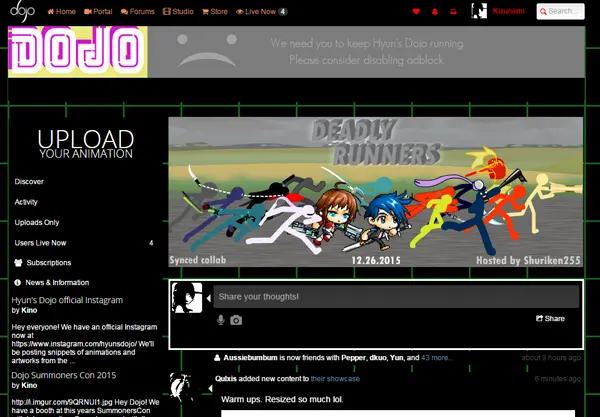 dojo
Home
Portal
Forums
Studio
Store
Live Now 4
Kizunami
Search...
DOJO
We need you to keep Hyun's Dojo running
Please consider disabling adblock
UPLOAD
YOUR ANIMATION
Discover
Activity
Uploads Only
Users Live Now 4
Subscriptions
News & Information
Hyun's Dojo official Instagram
by Kino
Hey everyone! We have an official Instagram
now at
https://www.instagram.com/hyunsdojo/ We'll
be posting snippets of animations and
artworks from the ...
Dojo Summoners Con 2015
by Kino
http://i.imgur.com/9QRNUI1.jpg Hey Dojo! We
have a booth at this years SummonersCon
DEADLY
RUNNERS
Synced collab
12.26.2015
Hosted by Shuriken255
Share your thoughts!
Share
Aussiebumbum is now friends with Pepper, dkuo, Yun, and 43 more...
about 9 hours ago
Qulxis added new content to their showcase
6 minutes ago
Warm ups. Resized so much lol.